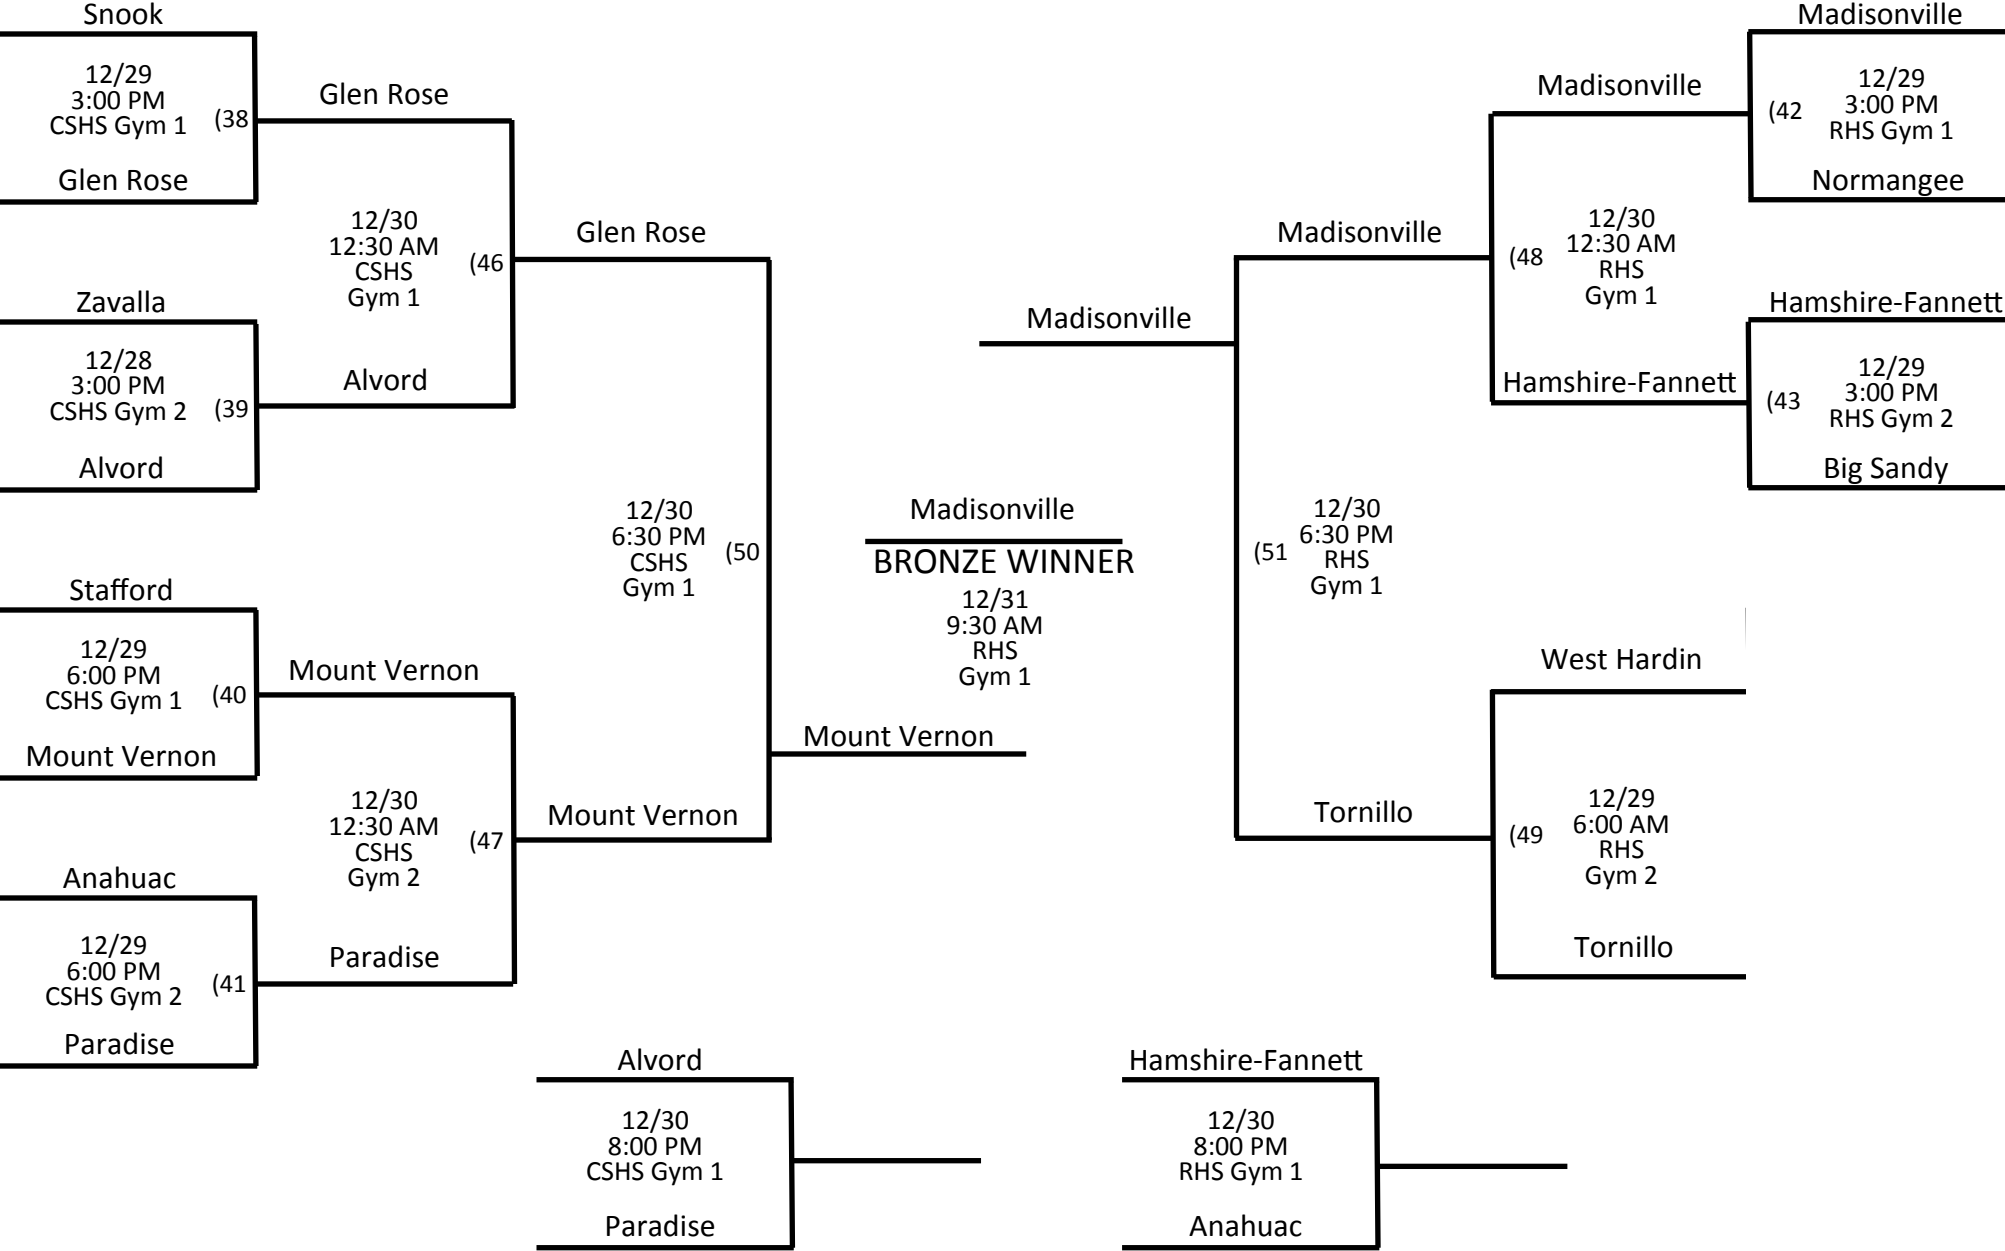 Snook
12/29
3:00 PM
CSHS Gym 1
(38
Glen Rose
Zavalla
12/28
3:00 PM
CSHS Gym 2
(39
Alvord
Stafford
12/29
6:00 PM
CSHS Gym 1
(40
Mount Vernon
Anahuac
12/29
6:00 PM
CSHS Gym 2
(41
Paradise
Glen Rose
12/30
12:30 AM
CSHS
Gym 1
(46
Alvord
Mount Vernon
12/30
12:30 AM
CSHS
Gym 2
(47
Paradise
Glen Rose
12/30
6:30 PM
CSHS
Gym 1
(50
Mount Vernon
Mount Vernon
Madisonville
BRONZE WINNER
12/31
9:30 AM
RHS
Gym 1
Madisonville
Madisonville
(51
12/30
6:30 PM
RHS
Gym 1
Tornillo
Madisonville
(48
12/30
12:30 AM
RHS
Gym 1
Hamshire-Fannett
West Hardin
(49
12/29
6:00 AM
RHS
Gym 2
Tornillo
Madisonville
(42
12/29
3:00 PM
RHS Gym 1
Normangee
Hamshire-Fannett
(43
12/29
3:00 PM
RHS Gym 2
Big Sandy
Alvord
12/30
8:00 PM
CSHS Gym 1
Paradise
Hamshire-Fannett
12/30
8:00 PM
RHS Gym 1
Anahuac